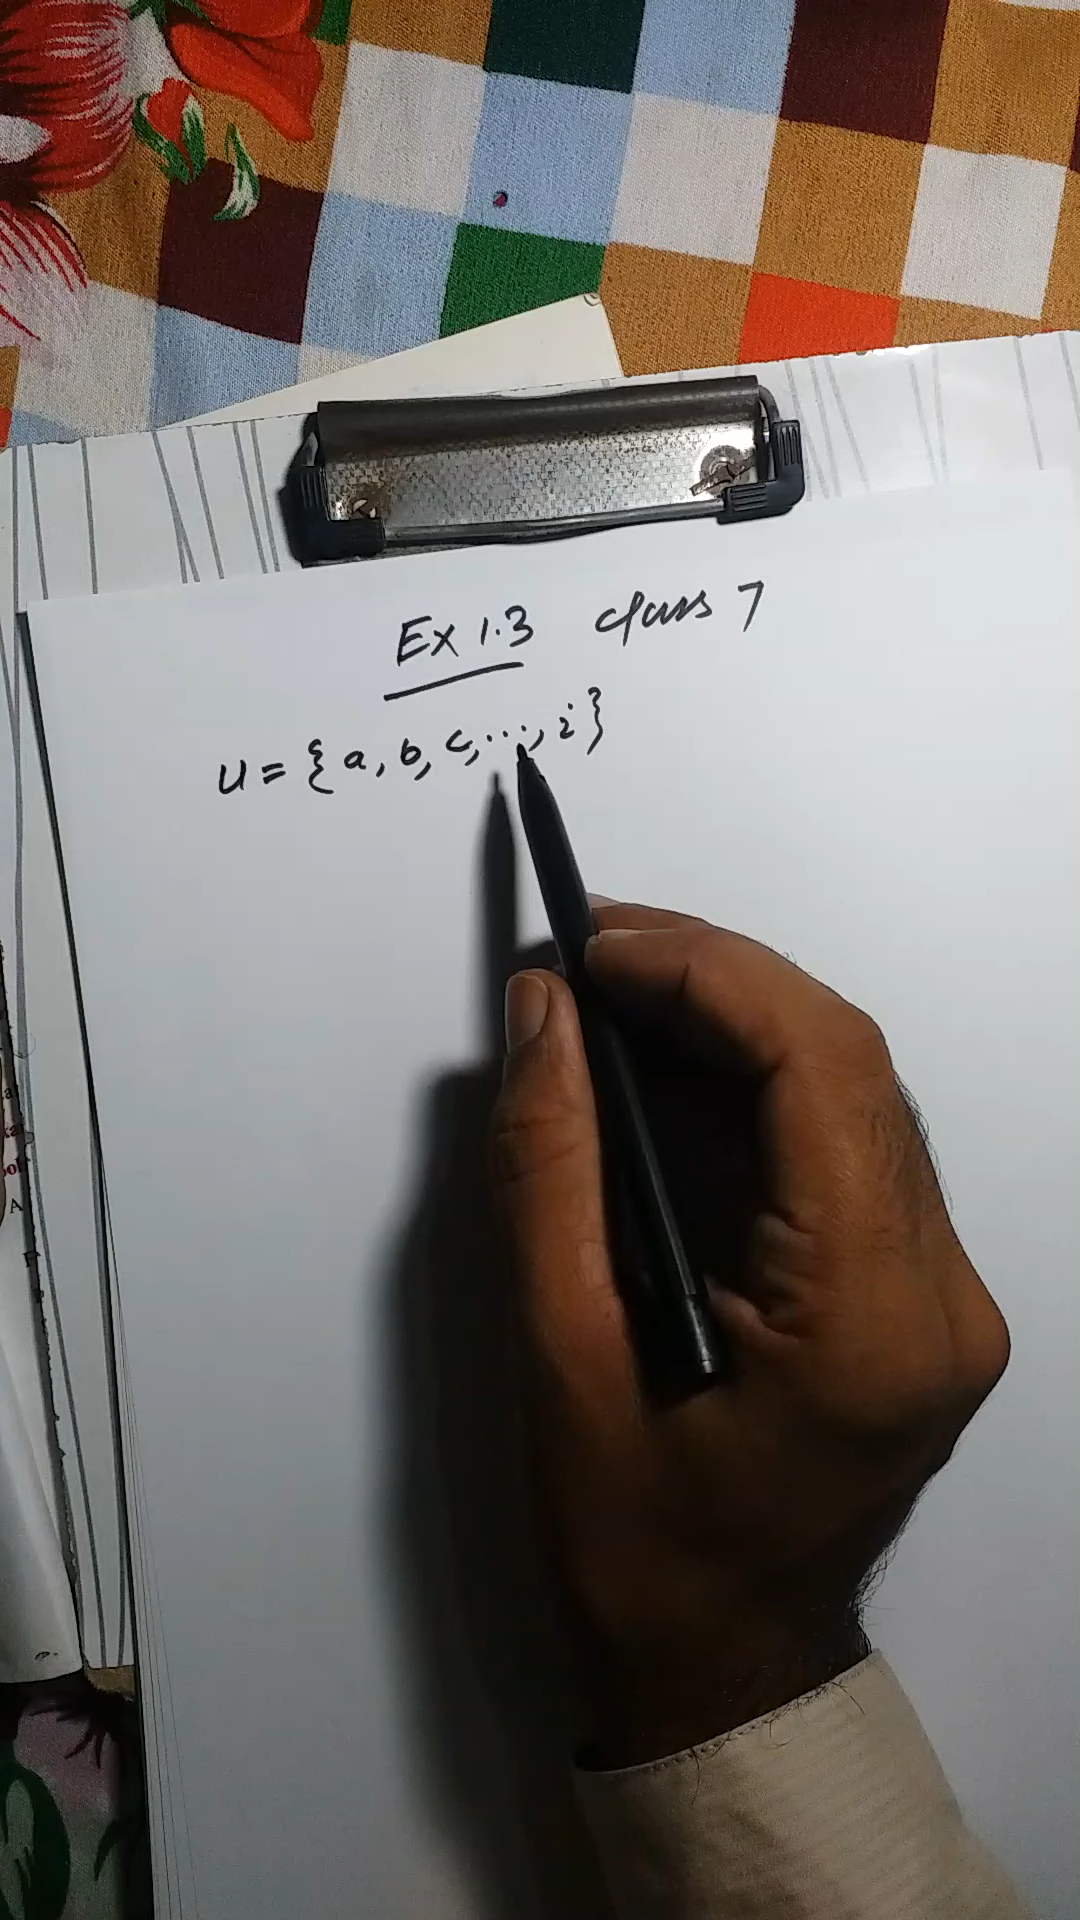 Ex 1.3 class 7
U = { a, b, c, ..., i }